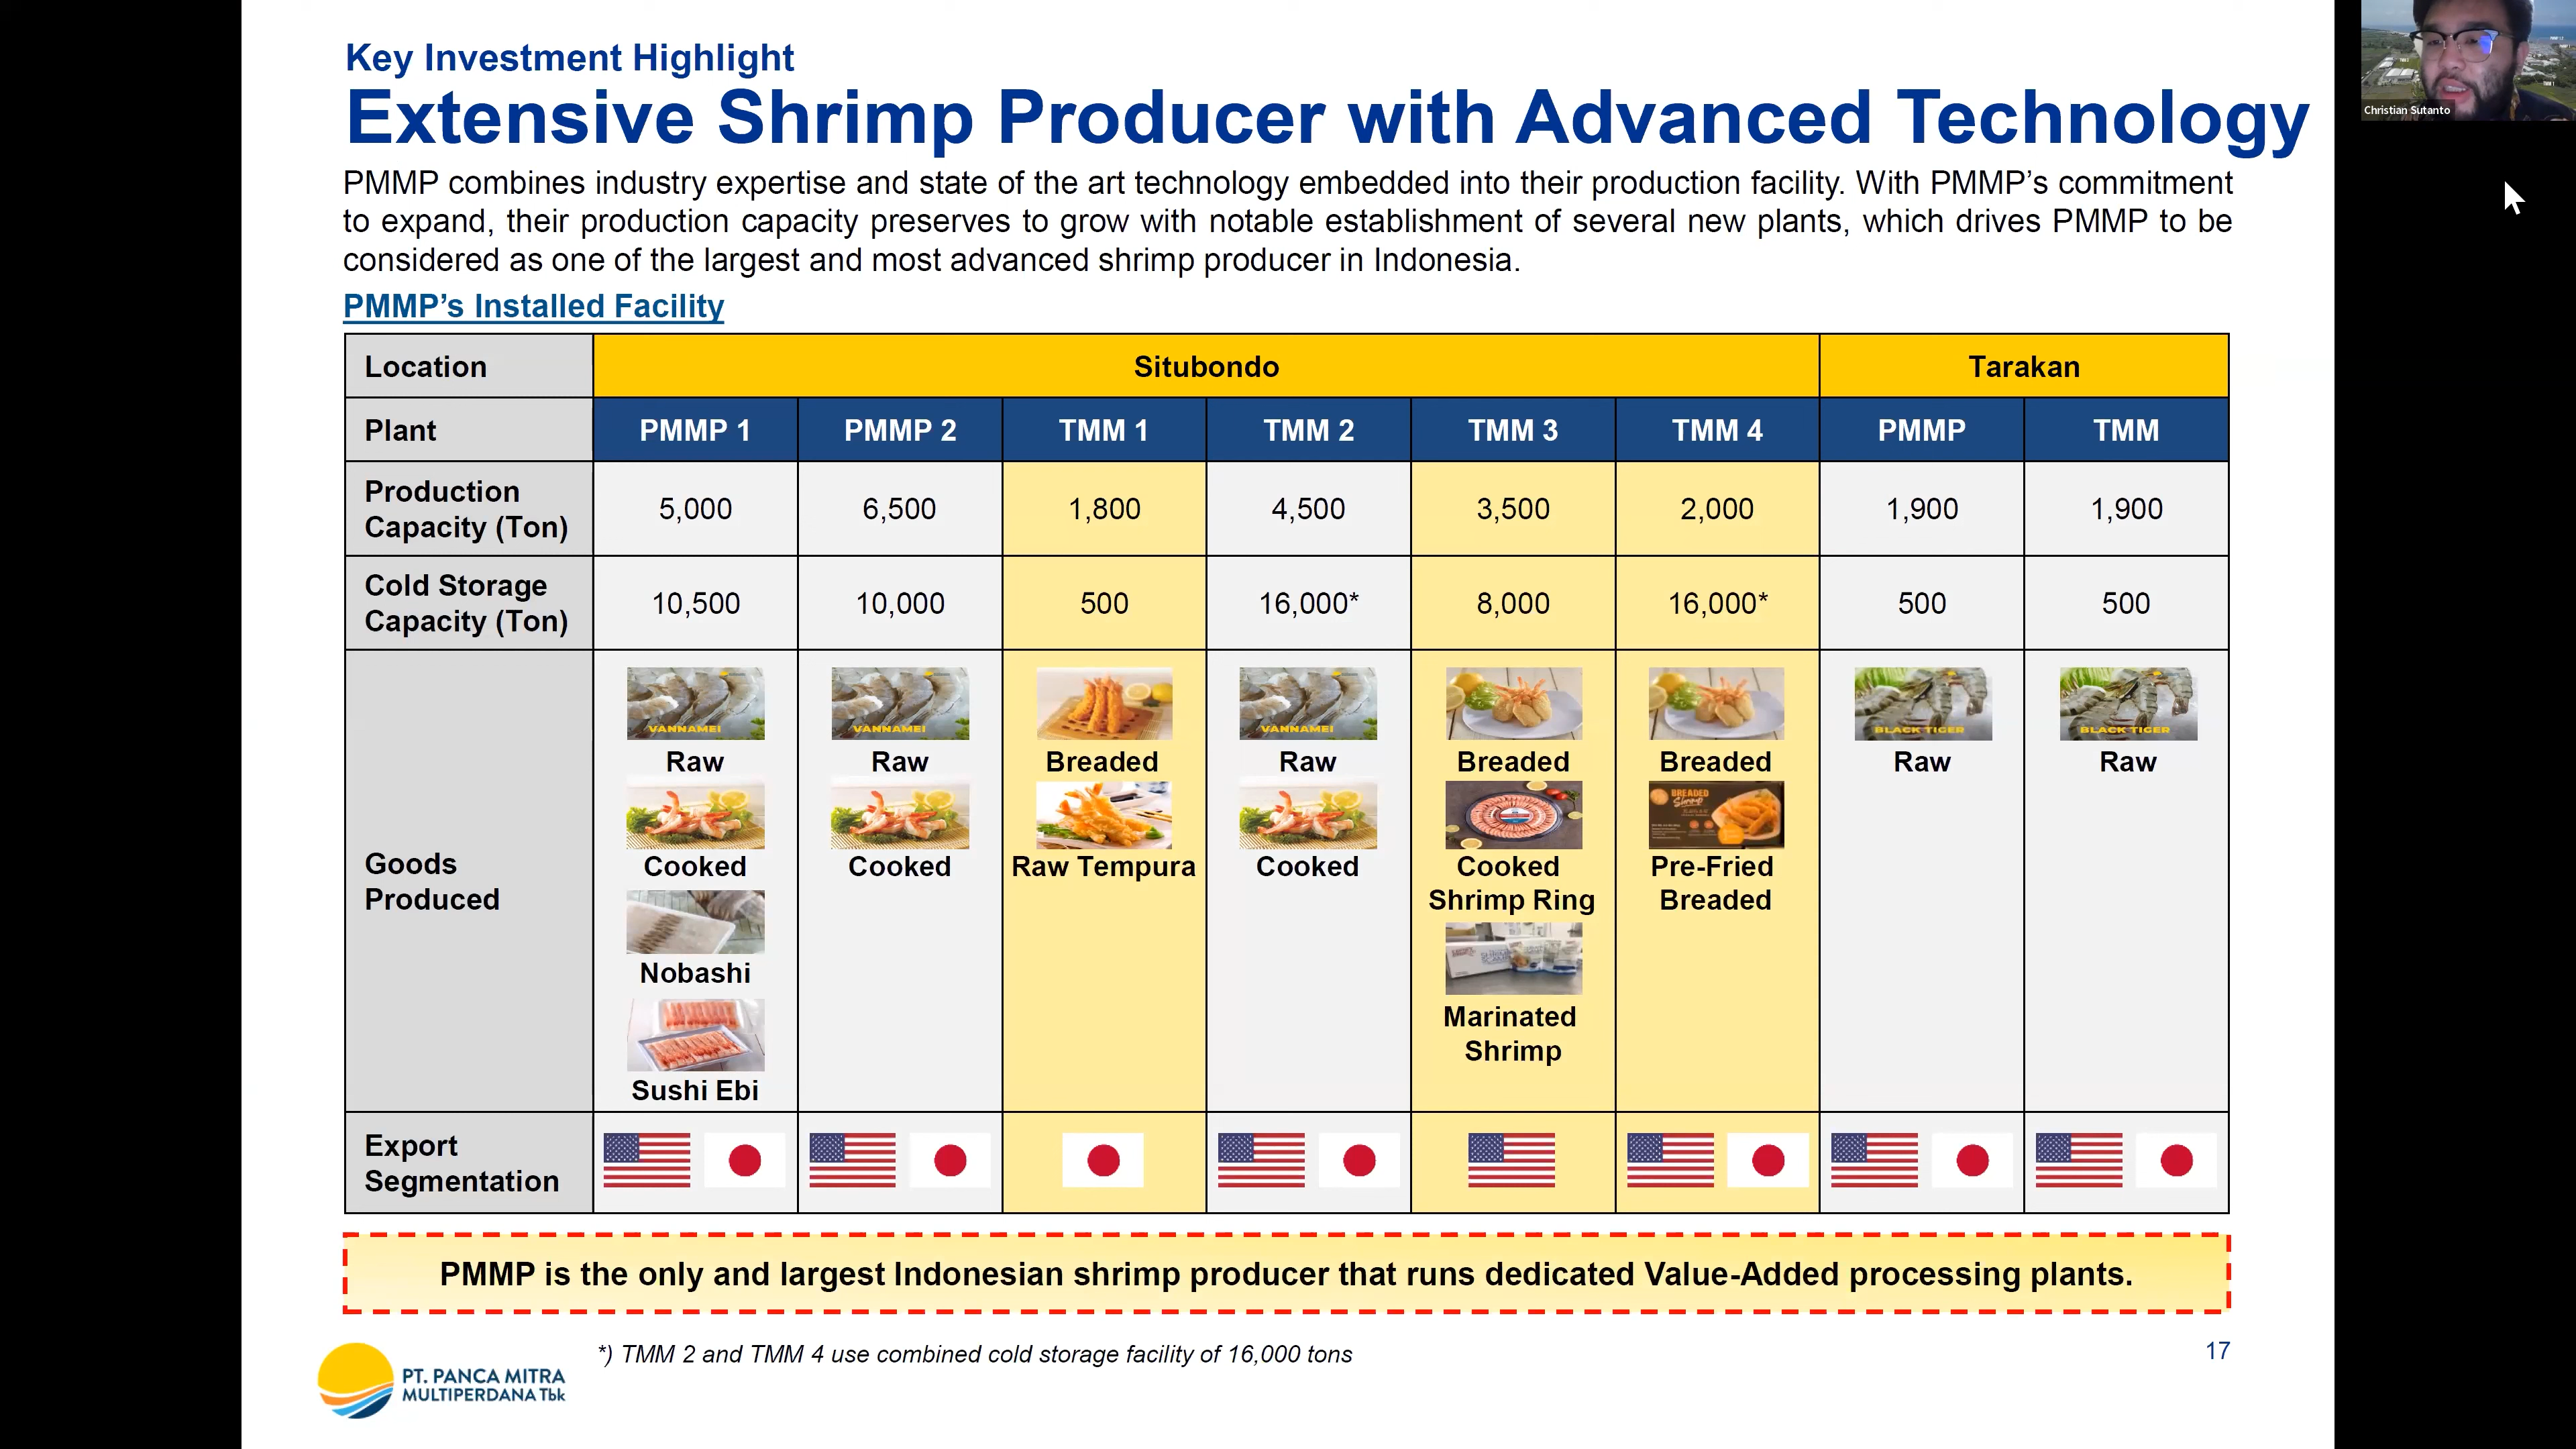 Key Investment Highlight
Extensive Shrimp Producer with Advanced Technology
Christian Sutanto
PMMP combines industry expertise and state of the art technology embedded into their production facility. With PMMP’s commitment
to expand, their production capacity preserves to grow with notable establishment of several new plants, which drives PMMP to be
considered as one of the largest and most advanced shrimp producer in Indonesia.
PMMP’s Installed Facility
Location Situbondo Tarakan
Plant PMMP 1 PMMP 2 TMM 1 TMM 2 TMM 3 TMM 4 PMMP TMM
Production
Capacity (Ton) 5,000 6,500 1,800 4,500 3,500 2,000 1,900 1,900
Cold Storage
Capacity (Ton) 10,500 10,000 500 16,000* 8,000 16,000* 500 500
Goods
Produced
VANNAMEI
Raw
Cooked
Nobashi
Sushi Ebi
VANNAMEI
Raw
Cooked
Breaded
Raw Tempura
VANNAMEI
Raw
Cooked
Breaded
Cooked
Shrimp Ring
Marinated
Shrimp
Breaded
BREADED
Shrimp
Pre-Fried
Breaded
BLACK TIGER
Raw
BLACK TIGER
Raw
Export
Segmentation
PMMP is the only and largest Indonesian shrimp producer that runs dedicated Value-Added processing plants.
PT. PANCA MITRA
MULTIPERDANA Tbk
*) TMM 2 and TMM 4 use combined cold storage facility of 16,000 tons
17